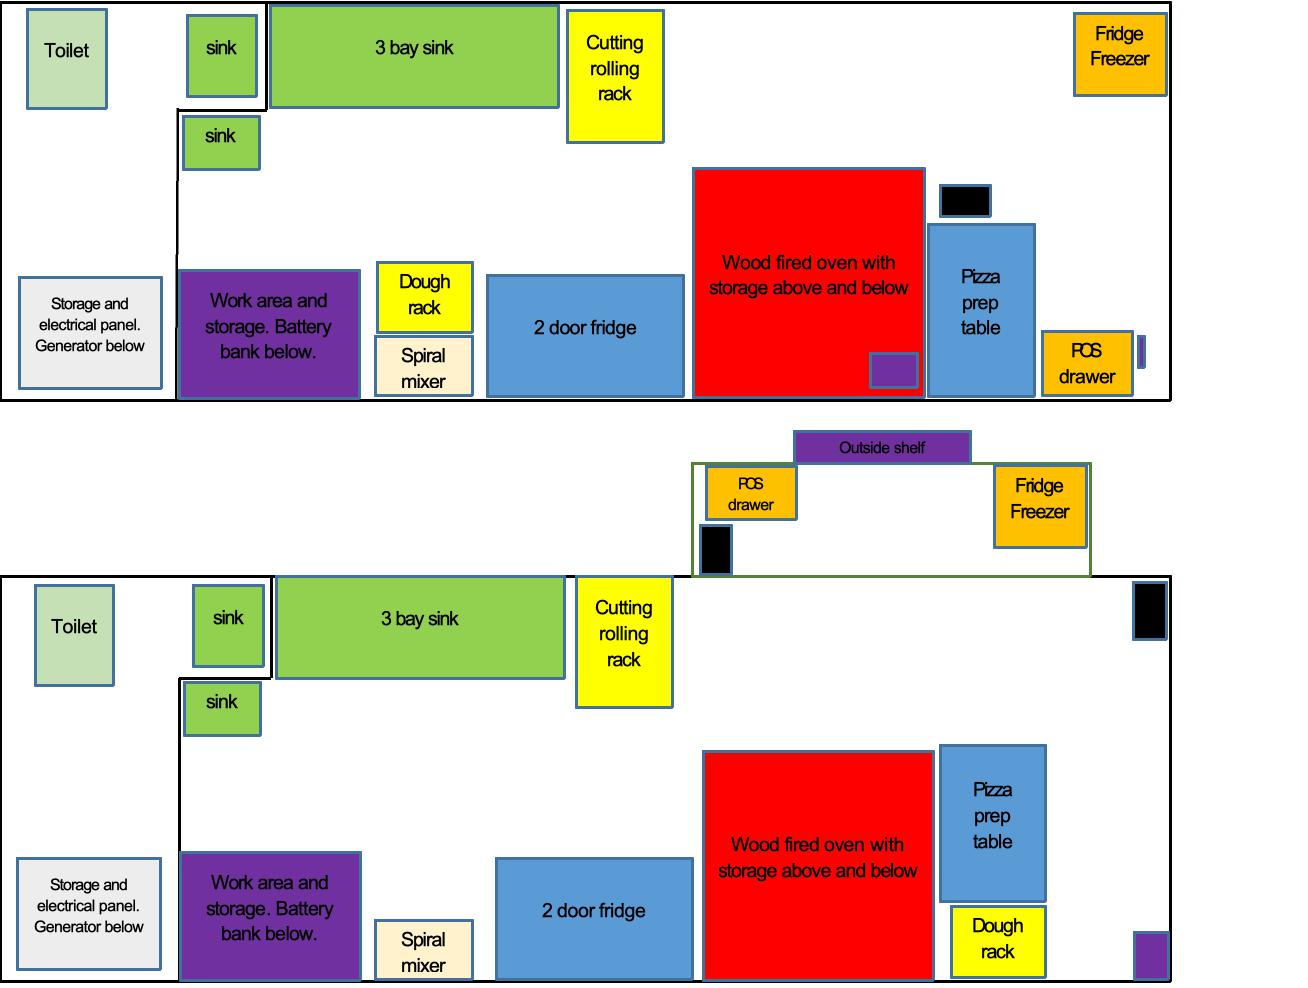 Toilet
sink
3 bay sink
Cutting
rolling
rack
Fridge
Freezer
sink
Storage and
electrical panel.
Generator below
Work area and
storage. Battery
bank below.
Dough
rack
Spiral
mixer
2 door fridge
Wood fired oven with
storage above and below
Pizza
prep
table
POS
drawer
Outside shelf
POS
drawer
Fridge
Freezer
Toilet
sink
3 bay sink
Cutting
rolling
rack
sink
Storage and
electrical panel.
Generator below
Work area and
storage. Battery
bank below.
Spiral
mixer
2 door fridge
Wood fired oven with
storage above and below
Pizza
prep
table
Dough
rack